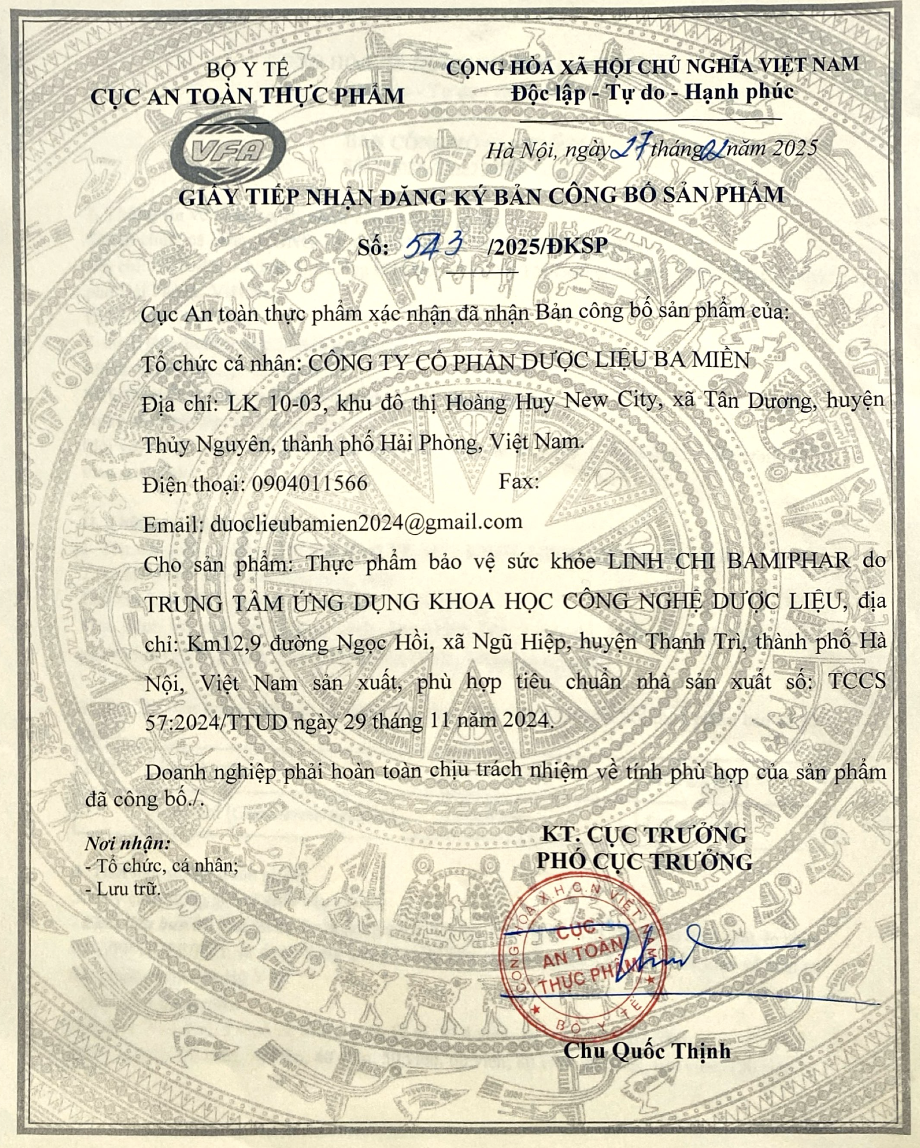 BỘ Y TẾ
CỤC AN TOÀN THỰC PHẨM
CỘNG HÒA XÃ HỘI CHỦ NGHĨA VIỆT NAM
Độc lập - Tự do - Hạnh phúc
VFA
Hà Nội, ngày 27 tháng 02 năm 2025
GIẤY TIẾP NHẬN ĐĂNG KÝ BẢN CÔNG BỐ SẢN PHẨM
Số: 543 /2025/ĐKSP
Cục An toàn thực phẩm xác nhận đã nhận Bản công bố sản phẩm của:
Tổ chức cá nhân: CÔNG TY CỔ PHẦN DƯỢC LIỆU BA MIỀN
Địa chỉ: LK 10-03, khu đô thị Hoàng Huy New City, xã Tân Dương, huyện
Thủy Nguyên, thành phố Hải Phòng, Việt Nam.
Điện thoại: 0904011566 Fax:
Email: duoclieubamien2024@gmail.com
Cho sản phẩm: Thực phẩm bảo vệ sức khỏe LINH CHI BAMIPHAR do
TRUNG TÂM ỨNG DỤNG KHOA HỌC CÔNG NGHỆ DƯỢC LIỆU, địa
chỉ: Km12,9 đường Ngọc Hồi, xã Ngũ Hiệp, huyện Thanh Trì, thành phố Hà
Nội, Việt Nam sản xuất, phù hợp tiêu chuẩn nhà sản xuất số: TCCS
57:2024/TTUD ngày 29 tháng 11 năm 2024.
Doanh nghiệp phải hoàn toàn chịu trách nhiệm về tính phù hợp của sản phẩm
đã công bố./.
Nơi nhận:
- Tổ chức, cá nhân;
- Lưu trữ.
KT. CỤC TRƯỞNG
PHÓ CỤC TRƯỞNG
CỘNG HÒA X.H.C.N VIỆT NAM
CỤC
AN TOÀN
THỰC PHẨM
BỘ Y TẾ
Chu Quốc Thịnh